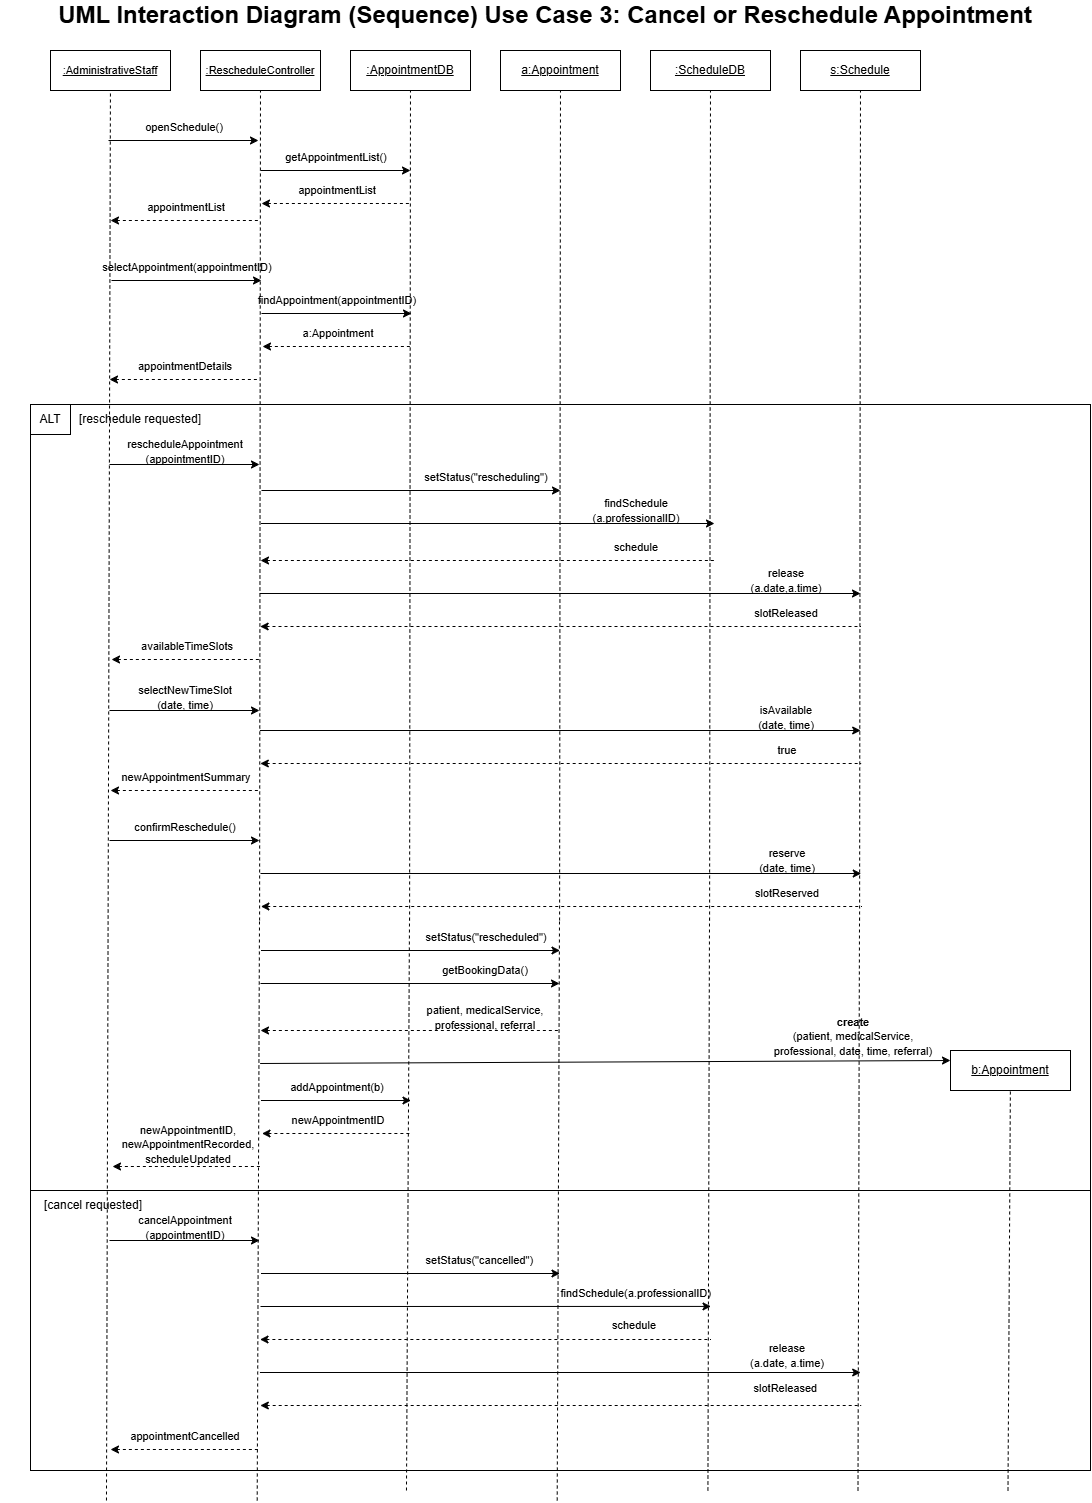 UML Interaction Diagram (Sequence) Use Case 3: Cancel or Reschedule Appointment
:AdministrativeStaff
:RescheduleController
:AppointmentDB
a:Appointment
:ScheduleDB
s:Schedule
openSchedule()
getAppointmentList()
appointmentList
appointmentList
selectAppointment(appointmentID)
findAppointment(appointmentID)
a:Appointment
appointmentDetails
ALT
[reschedule requested]
rescheduleAppointment
(appointmentID)
setStatus("rescheduling")
findSchedule
(a.professionalID)
schedule
release
(a.date,a.time)
slotReleased
availableTimeSlots
selectNewTimeSlot
(date, time)
isAvailable
(date, time)
true
newAppointmentSummary
confirmReschedule()
reserve
(date, time)
slotReserved
setStatus("rescheduled")
getBookingData()
patient, medicalService,
professional, referral
create
(patient, medicalService,
professional, date, time, referral)
b:Appointment
addAppointment(b)
newAppointmentID
newAppointmentID,
newAppointmentRecorded,
scheduleUpdated
[cancel requested]
cancelAppointment
(appointmentID)
setStatus("cancelled")
findSchedule(a.professionalID)
schedule
release
(a.date, a.time)
slotReleased
appointmentCancelled